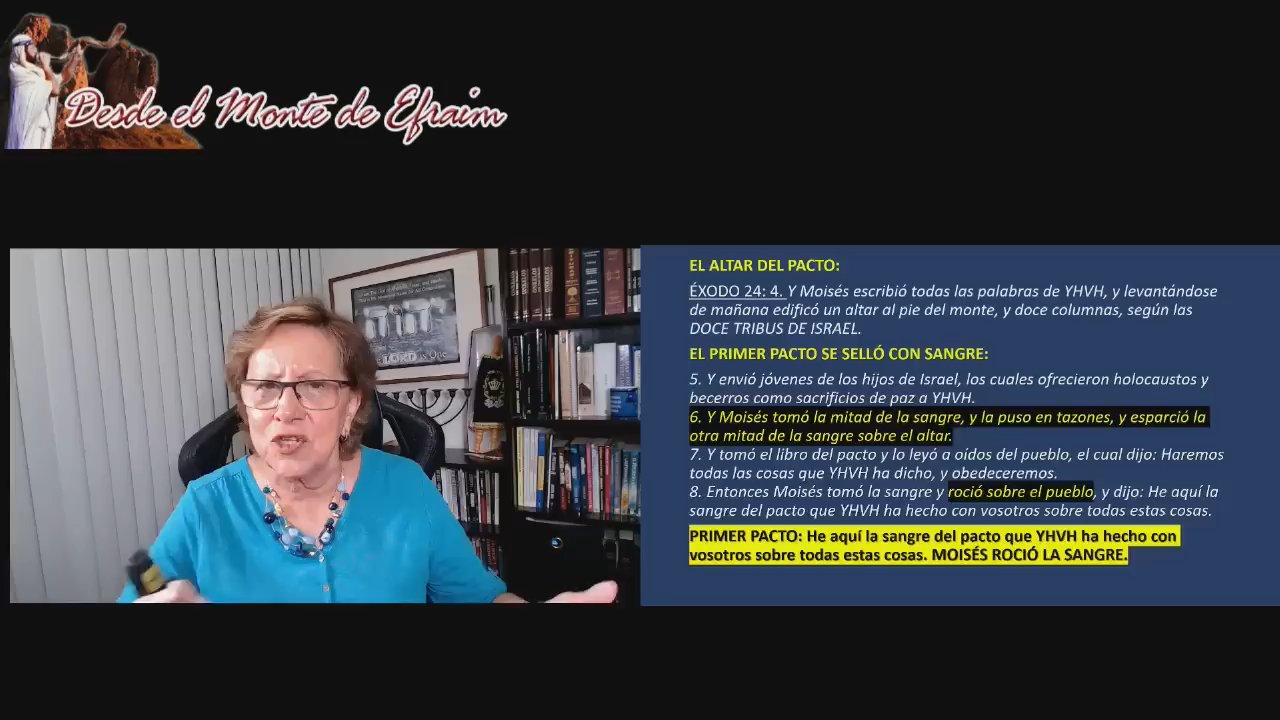 Desde el Monte de Efraim
EL ALTAR DEL PACTO:
ÉXODO 24: 4. Y Moisés escribió todas las palabras de YHVH, y levantándose
de mañana edificó un altar al pie del monte, y doce columnas, según las
DOCE TRIBUS DE ISRAEL.
EL PRIMER PACTO SE SELLÓ CON SANGRE:
5. Y envió jóvenes de los hijos de Israel, los cuales ofrecieron holocaustos y
becerros como sacrificios de paz a YHVH.
6. Y Moisés tomó la mitad de la sangre, y la puso en tazones, y esparció la
otra mitad de la sangre sobre el altar.
7. Y tomó el libro del pacto y lo leyó a oídos del pueblo, el cual dijo: Haremos
todas las cosas que YHVH ha dicho, y obedeceremos.
8. Entonces Moisés tomó la sangre y roció sobre el pueblo, y dijo: He aquí la
sangre del pacto que YHVH ha hecho con vosotros sobre todas estas cosas.
PRIMER PACTO: He aquí la sangre del pacto que YHVH ha hecho con
vosotros sobre todas estas cosas. MOISÉS ROCIÓ LA SANGRE.
LORD is One